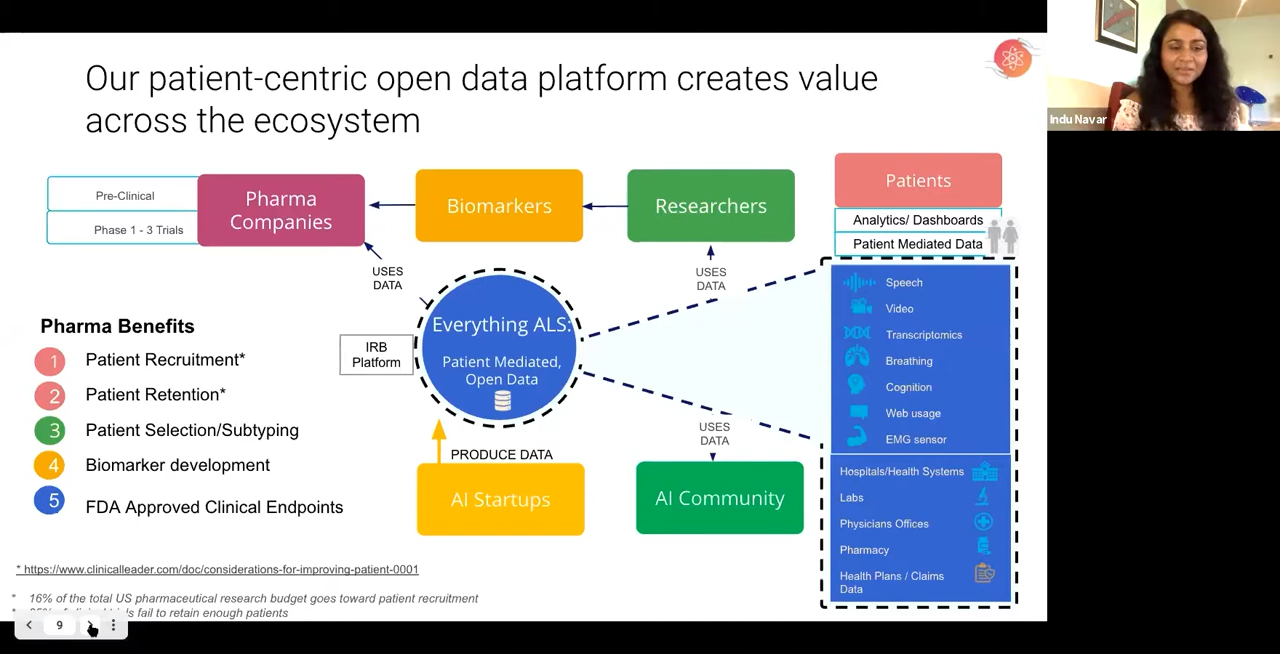 Our patient-centric open data platform creates value
across the ecosystem
Indu Navar
Pre-Clinical
Phase 1 - 3 Trials
Pharma
Companies
Biomarkers
Researchers
Patients
Analytics/ Dashboards
Patient Mediated Data
USES
DATA
USES
DATA
Speech
Video
Transcriptomics
Breathing
Cognition
Web usage
EMG sensor
Hospitals/Health Systems
Labs
Physicians Offices
Pharmacy
Health Plans / Claims
Data
IRB
Platform
Everything ALS:
Patient Mediated,
Open Data
Pharma Benefits
1 Patient Recruitment*
2 Patient Retention*
3 Patient Selection/Subtyping
4 Biomarker development
5 FDA Approved Clinical Endpoints
USES
DATA
PRODUCE DATA
AI Startups
AI Community
* https://www.clinicalleader.com/doc/considerations-for-improving-patient-0001
* 16% of the total US pharmaceutical research budget goes toward patient recruitment
* fail to retain enough patients
9